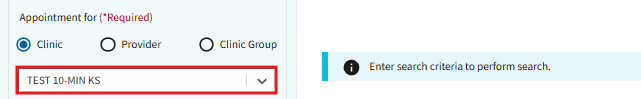 Appointment for (*Required)
Clinic Provider Clinic Group
TEST 10-MIN KS
Enter search criteria to perform search.